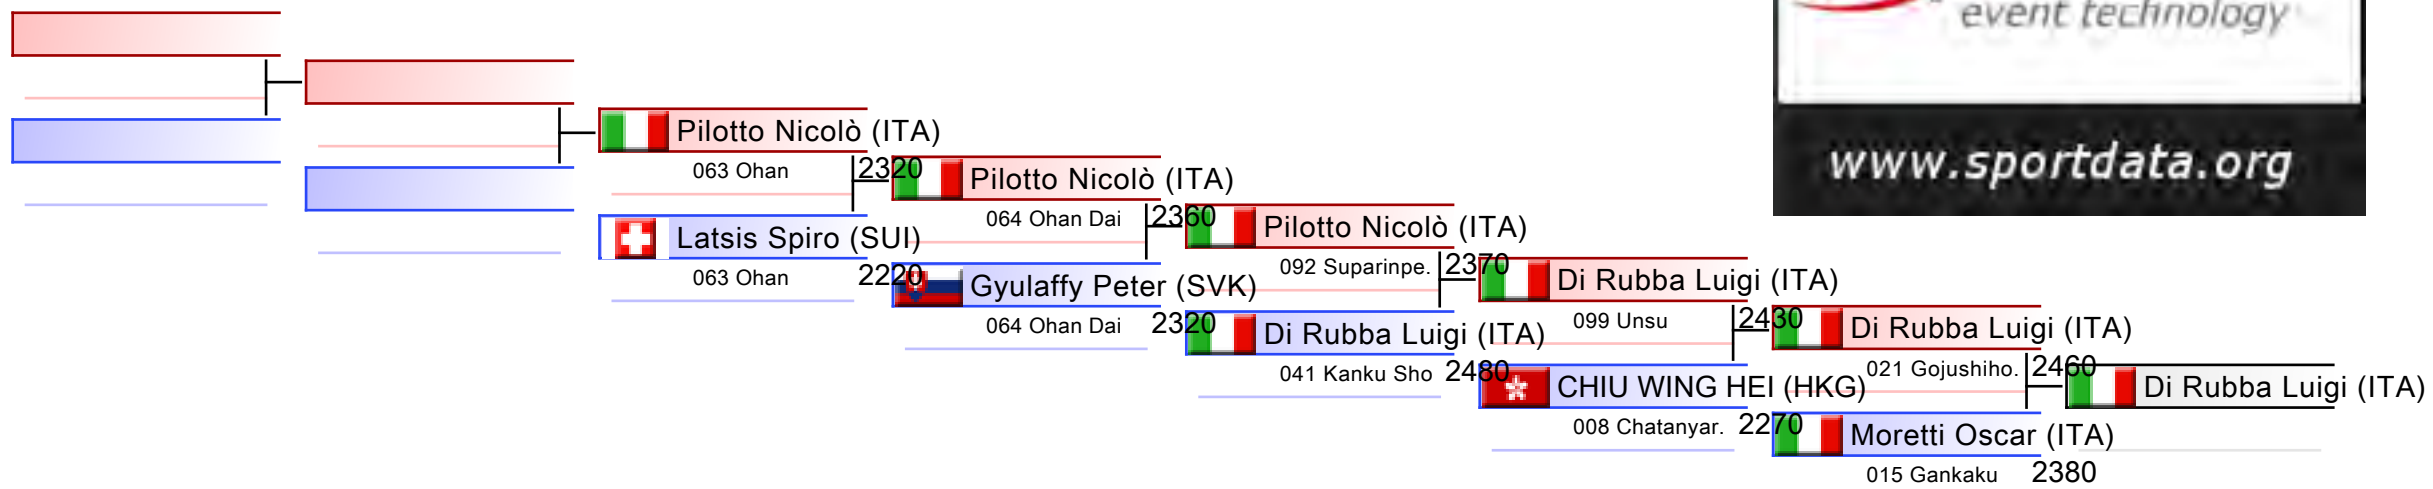 event technology
www.sportdata.org
Pilotto Nicolò (ITA)
063 Ohan 2320
Latsis Spiro (SUI)
063 Ohan 2220
Pilotto Nicolò (ITA)
064 Ohan Dai 2360
Gyulaffy Peter (SVK)
064 Ohan Dai 2320
Pilotto Nicolò (ITA)
092 Suparinpe. 2370
Di Rubba Luigi (ITA)
041 Kanku Sho 2480
Di Rubba Luigi (ITA)
099 Unsu 2430
CHIU WING HEI (HKG)
008 Chatanyar. 2270
Di Rubba Luigi (ITA)
021 Gojushiho. 2460
Moretti Oscar (ITA)
015 Gankaku 2380
Di Rubba Luigi (ITA)